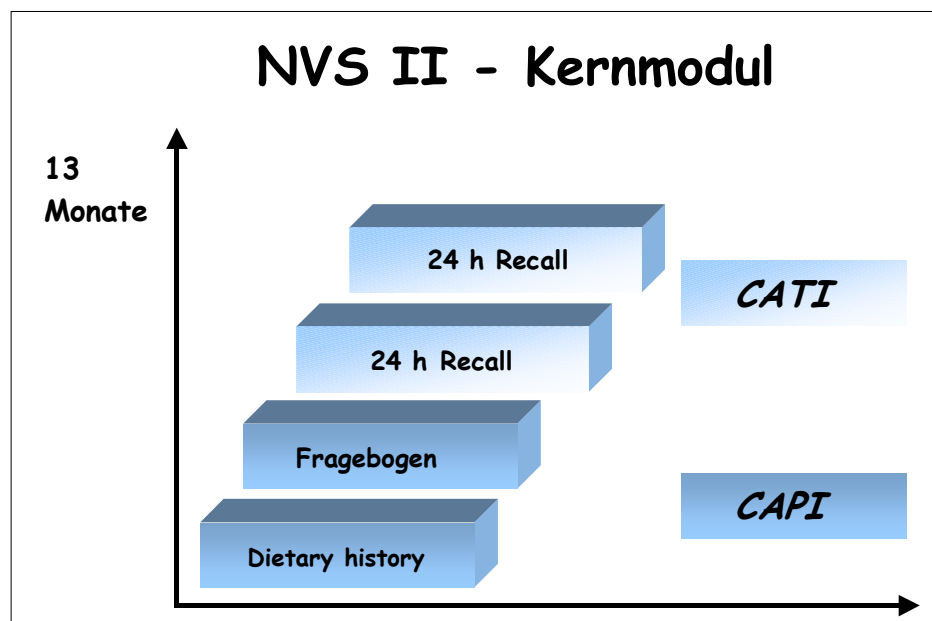 NVS II - Kernmodul
13
Monate
24 h Recall
CATI
24 h Recall
Fragebogen
CAPI
Dietary history